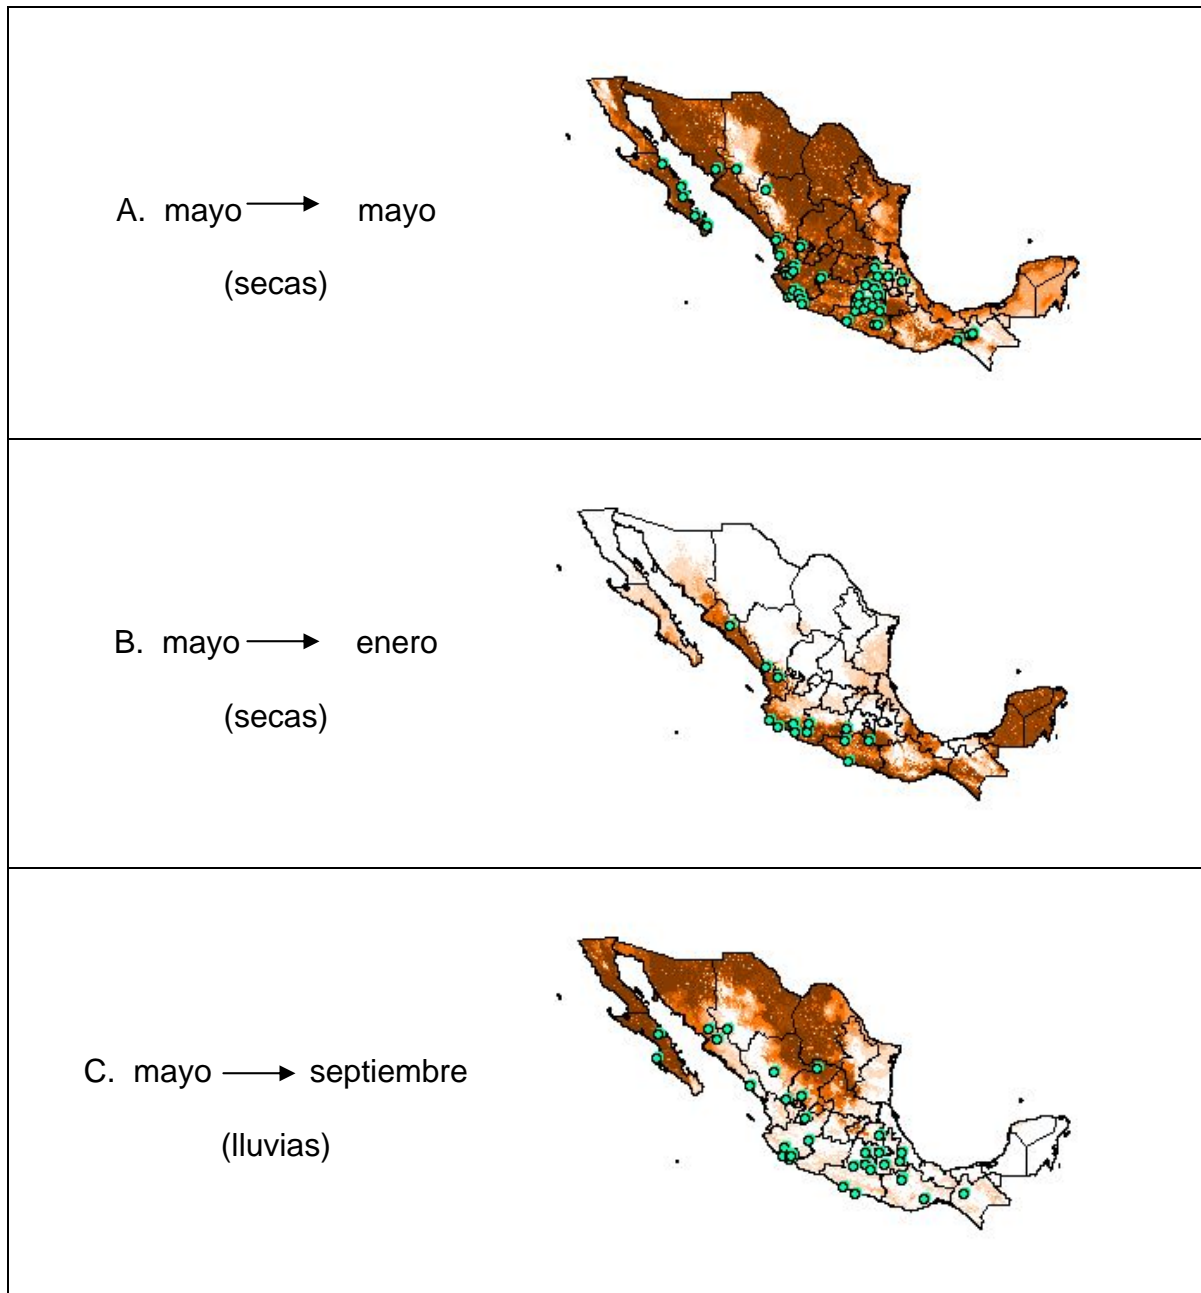 A. mayo → mayo
(secas)
B. mayo → enero
(secas)
C. mayo → septiembre
(lluvias)